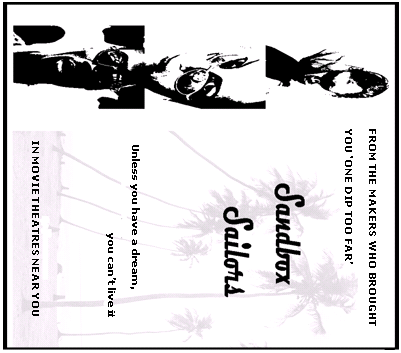 FROM THE MAKERS WHO BROUGHT
YOU 'ONE DIP TOO FAR'
Sandbox
Sailors
Unless you have a dream,
you can't live it
IN MOVIE THEATRES NEAR YOU